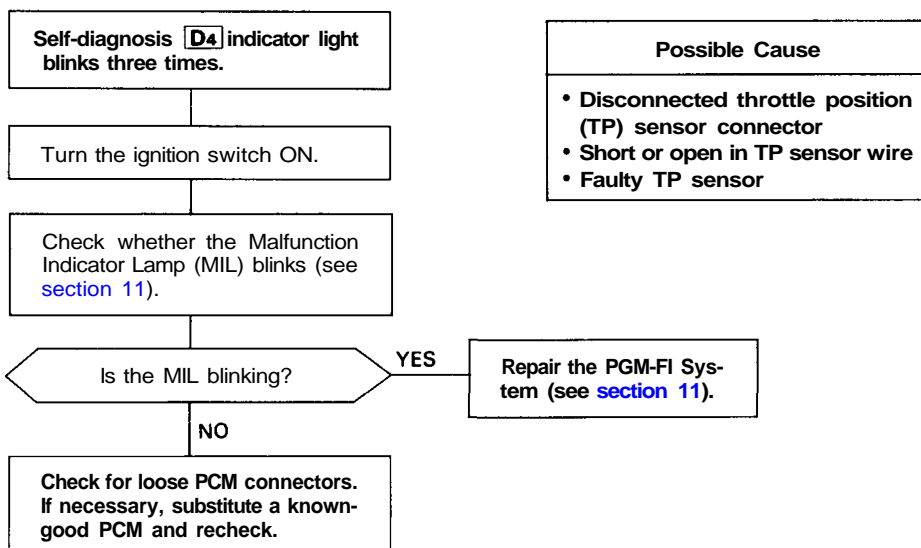 Self-diagnosis D4 indicator light
blinks three times.
Turn the ignition switch ON.
Check whether the Malfunction
Indicator Lamp (MIL) blinks (see
section 11).
Is the MIL blinking?
YES
Repair the PGM-FI Sys-
tem (see section 11).
NO
Check for loose PCM connectors.
If necessary, substitute a known-
good PCM and recheck.
Possible Cause
• Disconnected throttle position
(TP) sensor connector
• Short or open in TP sensor wire
• Faulty TP sensor